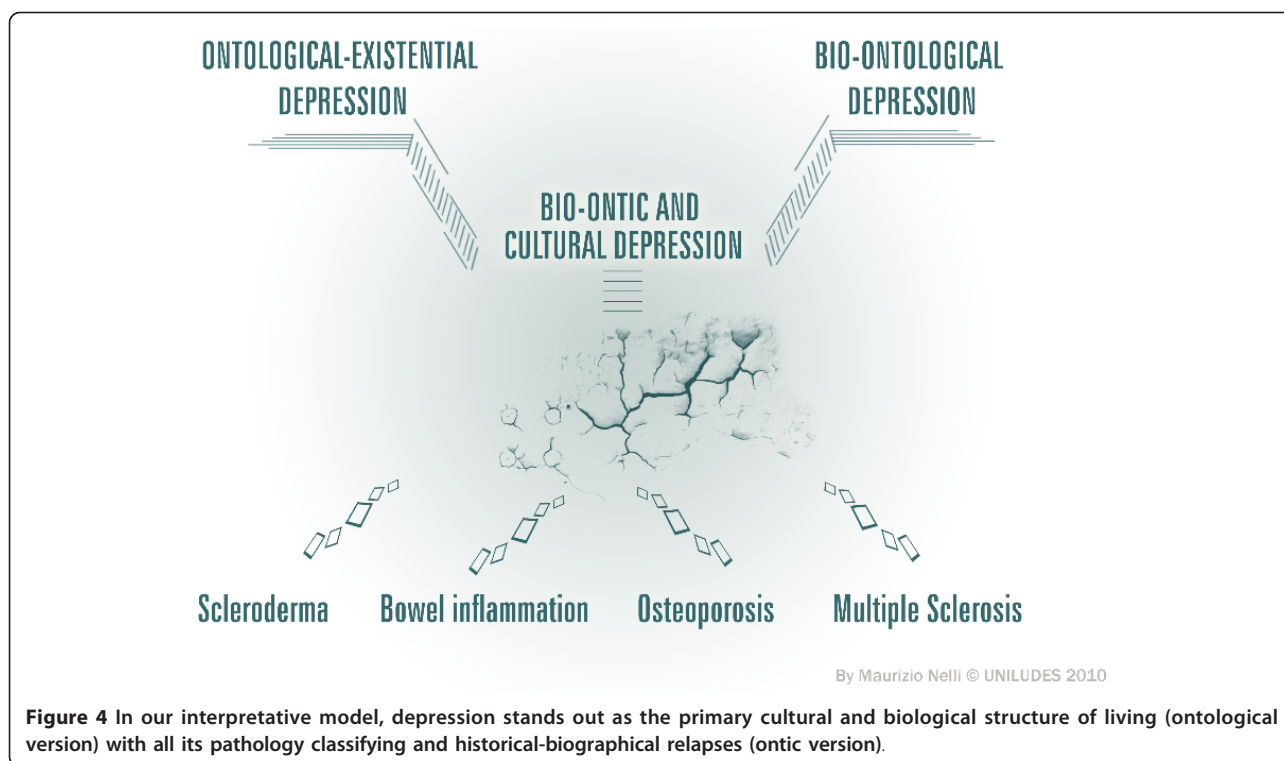 ONTOLOGICAL-EXISTENTIAL
DEPRESSION
BIO-ONTOLOGICAL
DEPRESSION
BIO-ONTIC AND
CULTURAL DEPRESSION
Scleroderma
Bowel inflammation
Osteoporosis
Multiple Sclerosis
By Maurizio Nelli © UNILUDES 2010
Figure 4 In our interpretative model, depression stands out as the primary cultural and biological structure of living (ontological
version) with all its pathology classifying and historical-biographical relapses (ontic version).